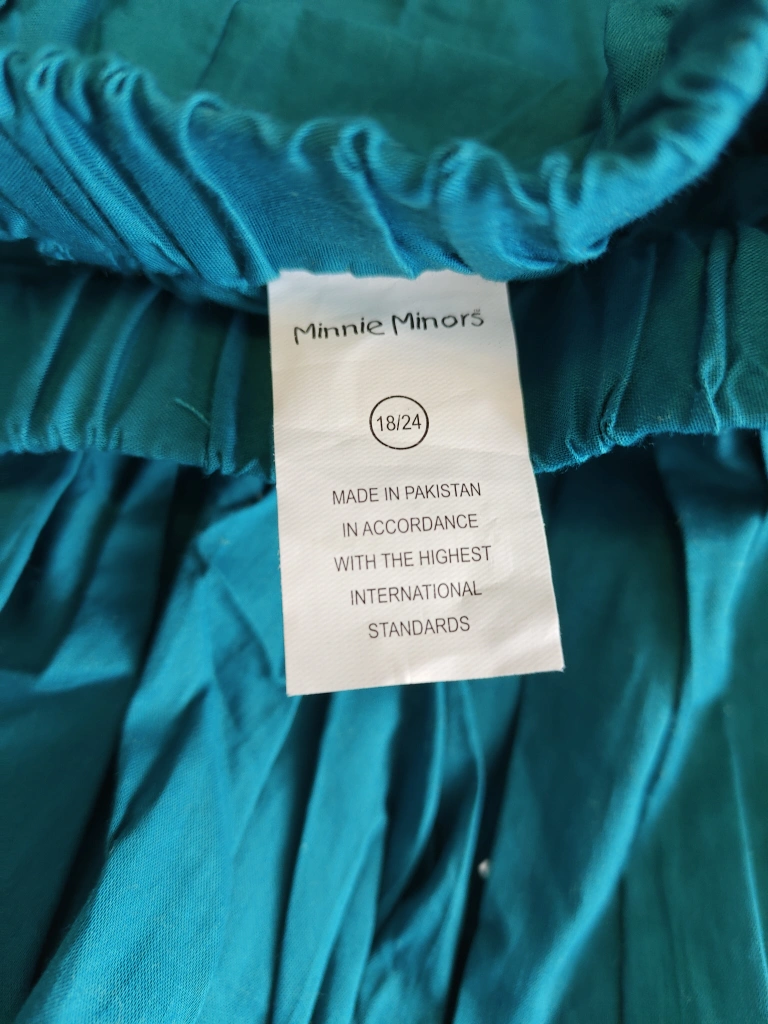 Minnie Minors
18/24
MADE IN PAKISTAN
IN ACCORDANCE
WITH THE HIGHEST
INTERNATIONAL
STANDARDS